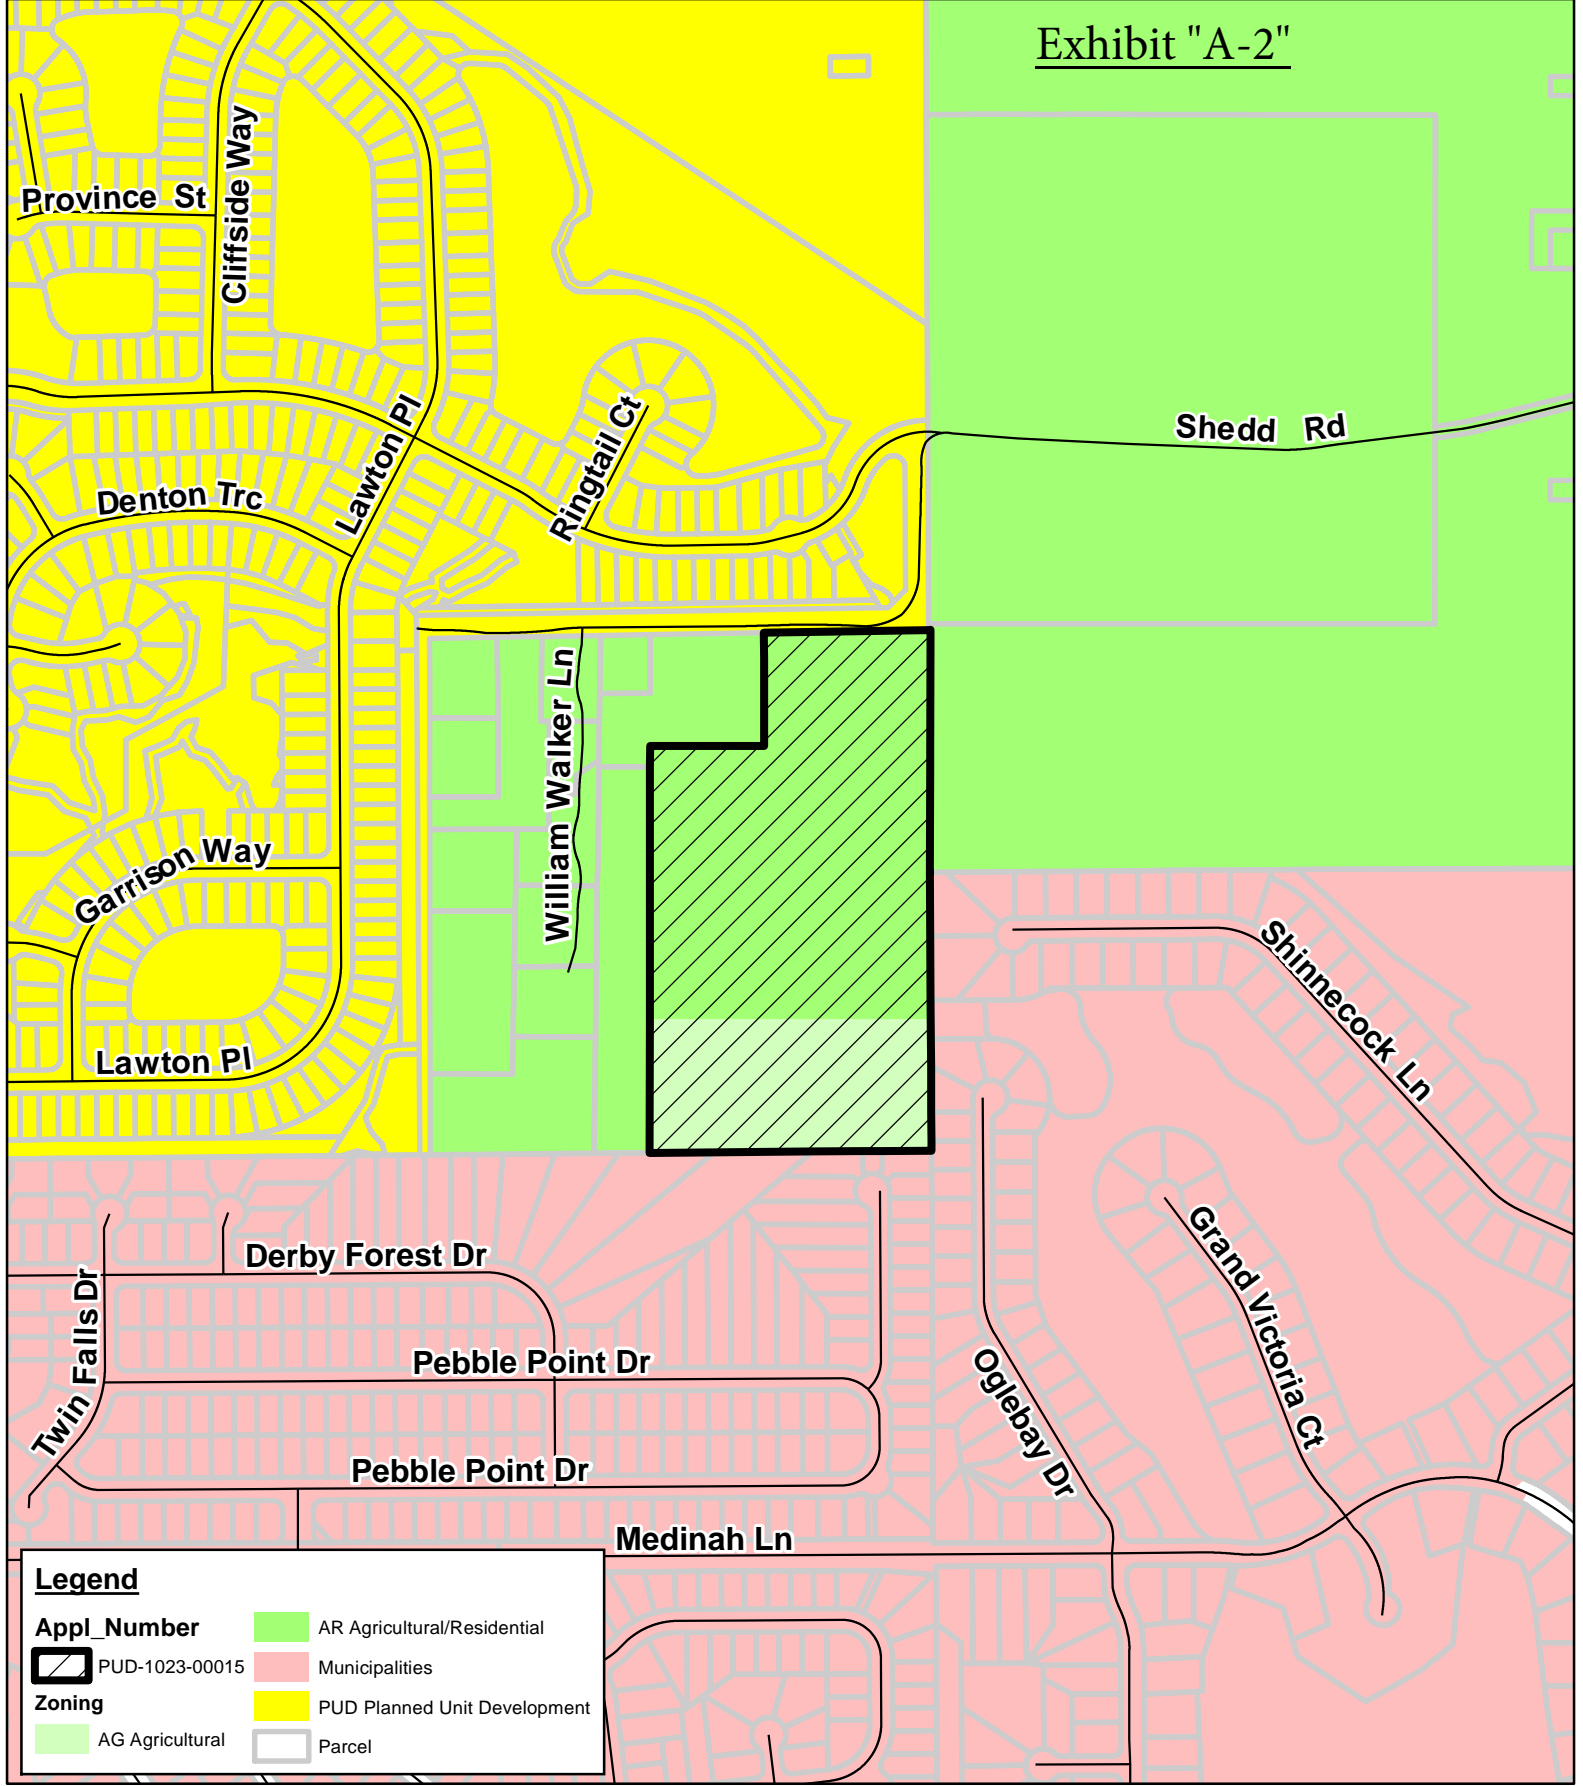 Exhibit "A-2"
Cliffside Way
Province St
Lawton Pl
Ringtail Ct
Shedd Rd
Denton Trc
William Walker Ln
Garrison Way
Shinnecock Ln
Lawton Pl
Grand Victoria Ct
Derby Forest Dr
Twin Falls Dr
Pebble Point Dr
Oglebay Dr
Pebble Point Dr
Medinah Ln
Legend
Appl_Number
PUD-1023-00015
Zoning
AG Agricultural
AR Agricultural/Residential
Municipalities
PUD Planned Unit Development
Parcel